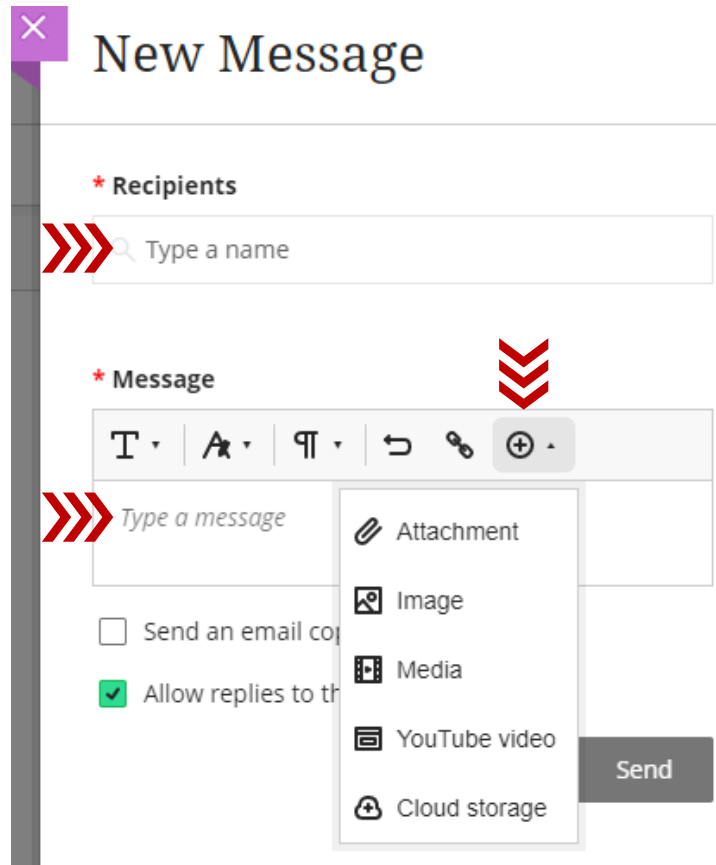 New Message
* Recipients
Type a name
* Message
Type a message
Attachment
Image
Media
YouTube video
Cloud storage
Send an email cop
Allow replies to th
Send